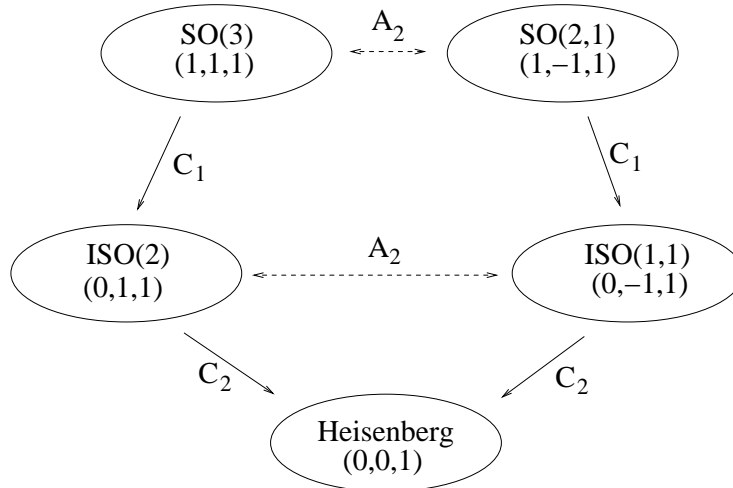 A₂
SO(3)
(1,1,1)
SO(2,1)
(1,–1,1)
C₁
C₁
ISO(2)
(0,1,1)
A₂
ISO(1,1)
(0,–1,1)
C₂
C₂
Heisenberg
(0,0,1)